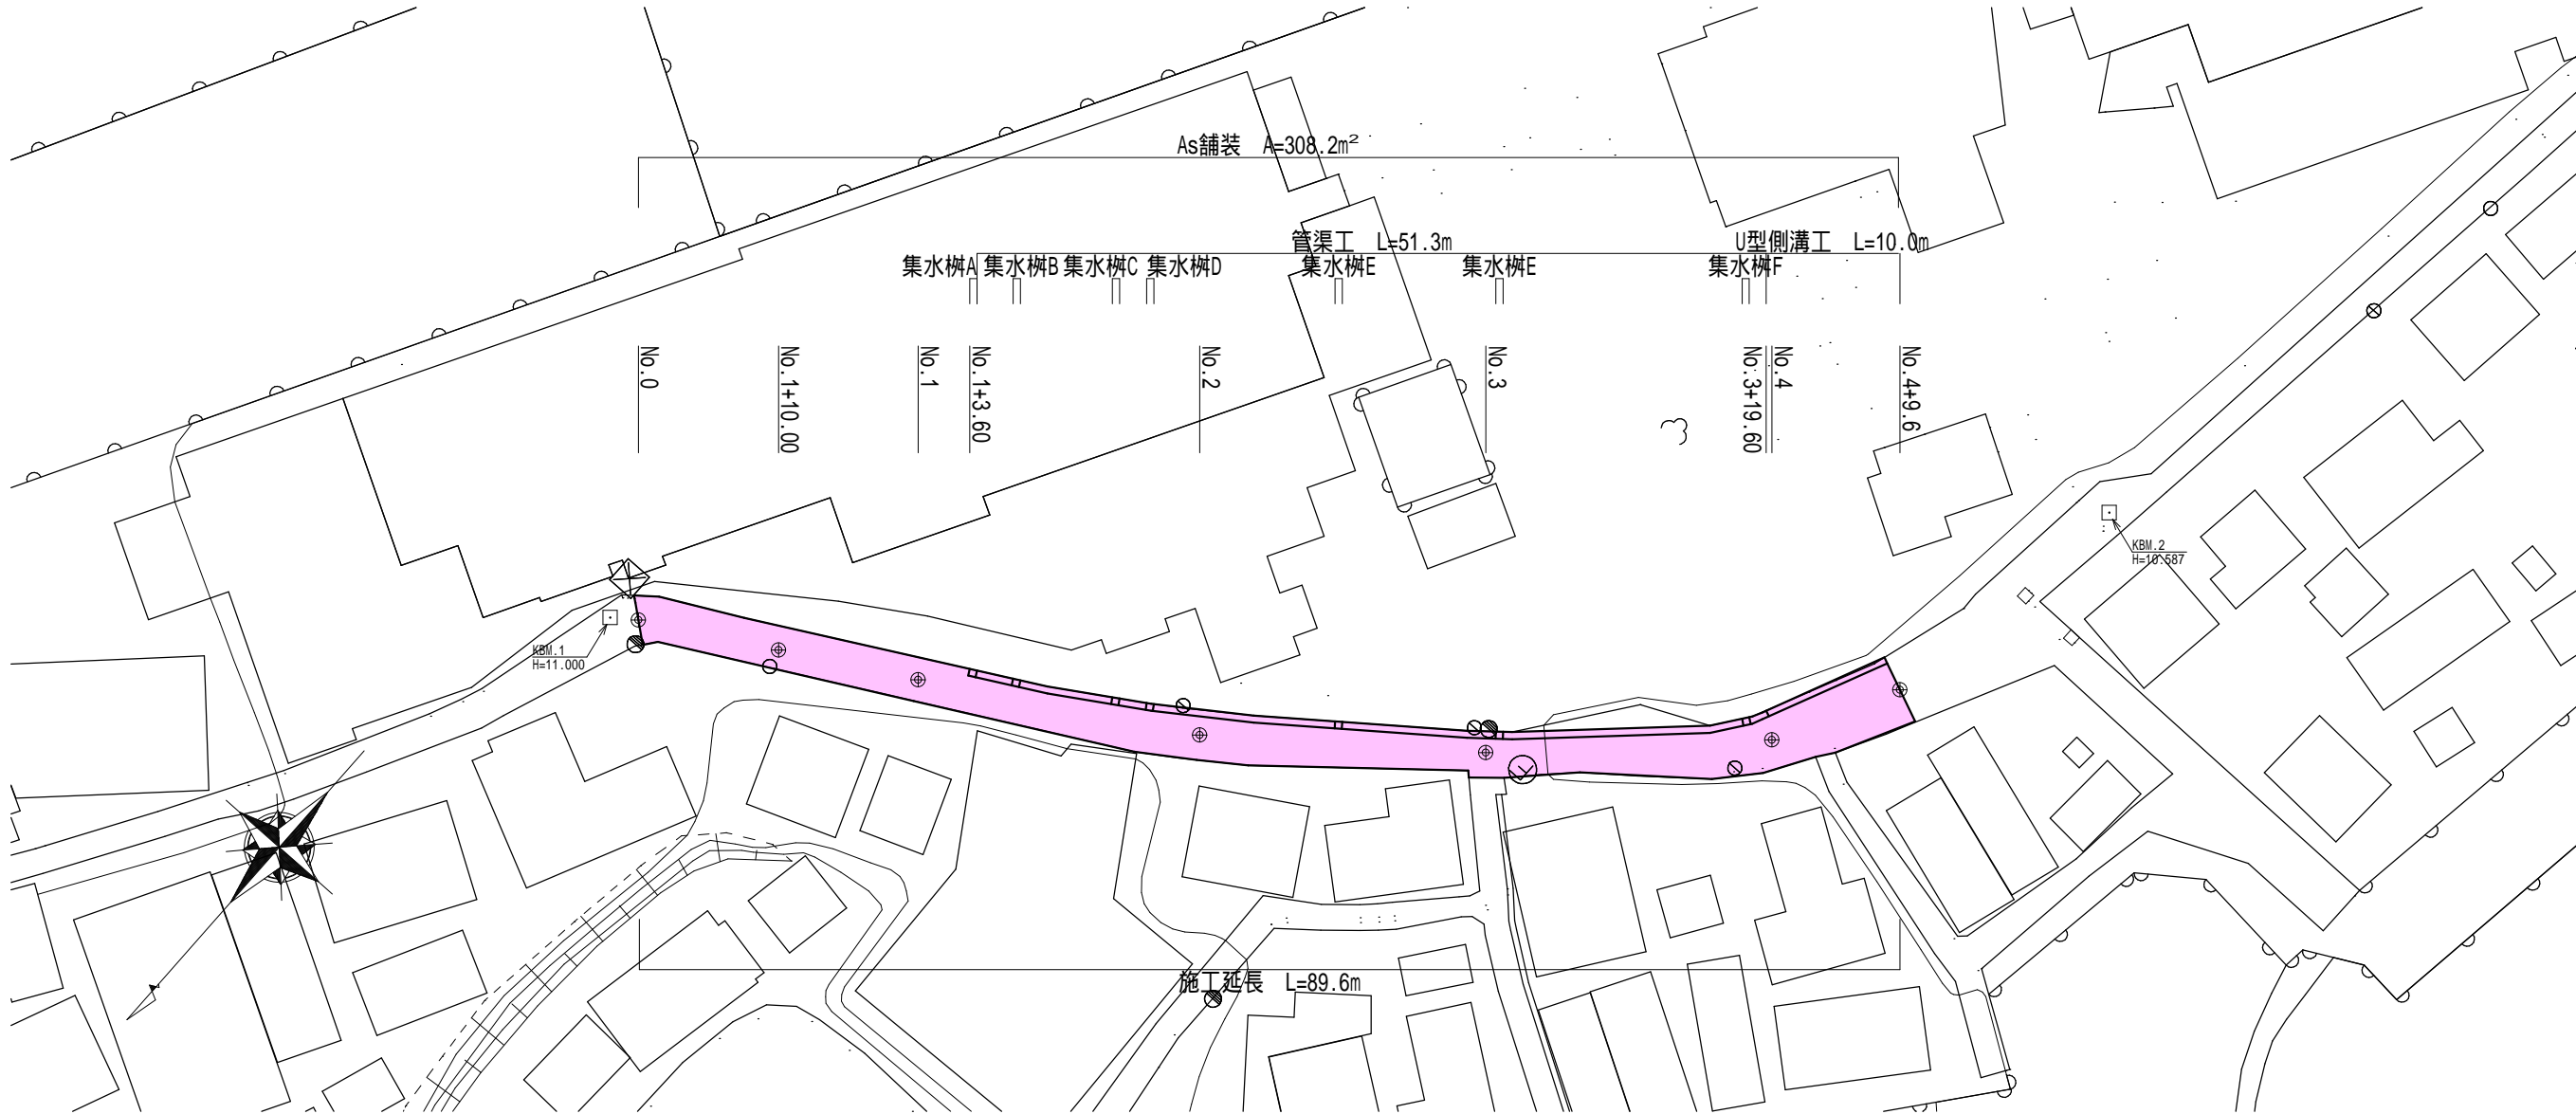 As舗装　A=308.2m²
管渠工　L=51.3m
U型側溝工　L=10.0m
集水桝A
集水桝B
集水桝C
集水桝D
集水桝E
集水桝E
集水桝F
No.0
No.1+10.00
No.1
No.1+3.60
No.2
No.3
No.3+19.60
No.4
No.4+9.6
KBM.2
H=10.587
KBM.1
H=11.000
施工延長　L=89.6m